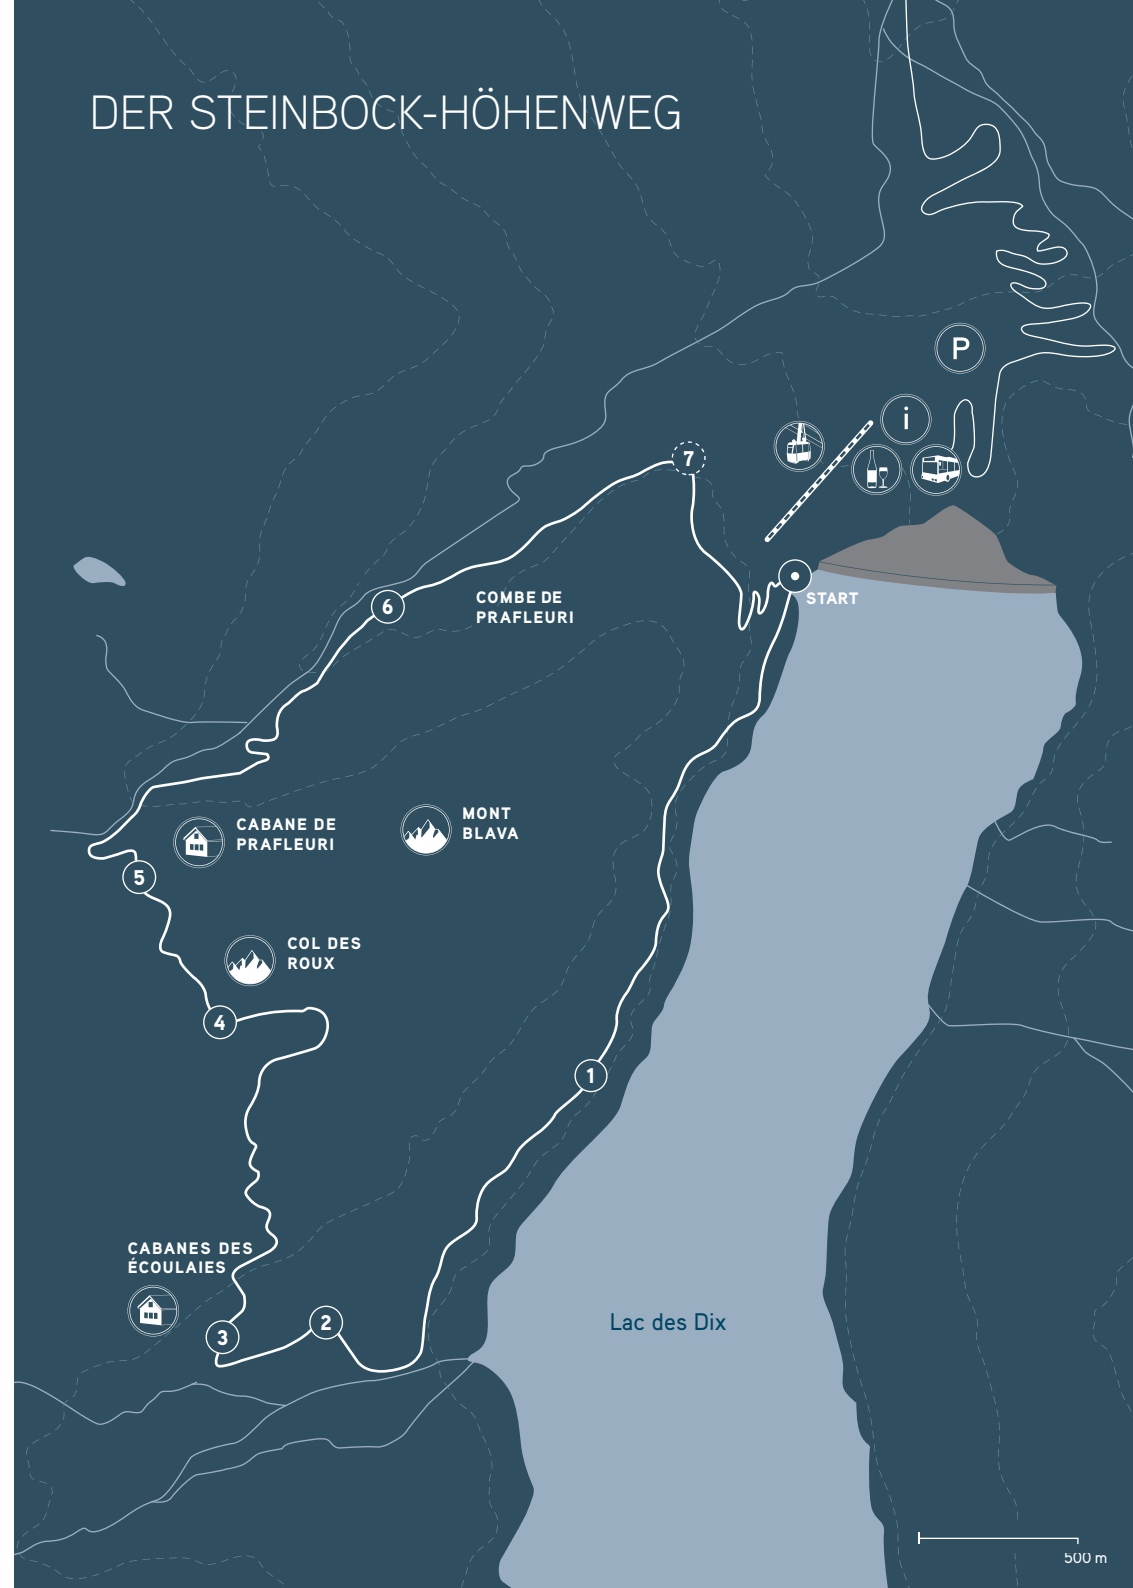 DER STEINBOCK-HÖHENWEG
P
i
7
START
6
COMBE DE
PRAFLEURI
MONT
BLAVA
CABANE DE
PRAFLEURI
5
COL DES
ROUX
4
1
CABANES DES
ÉCOULAIES
2
3
Lac des Dix
500 m